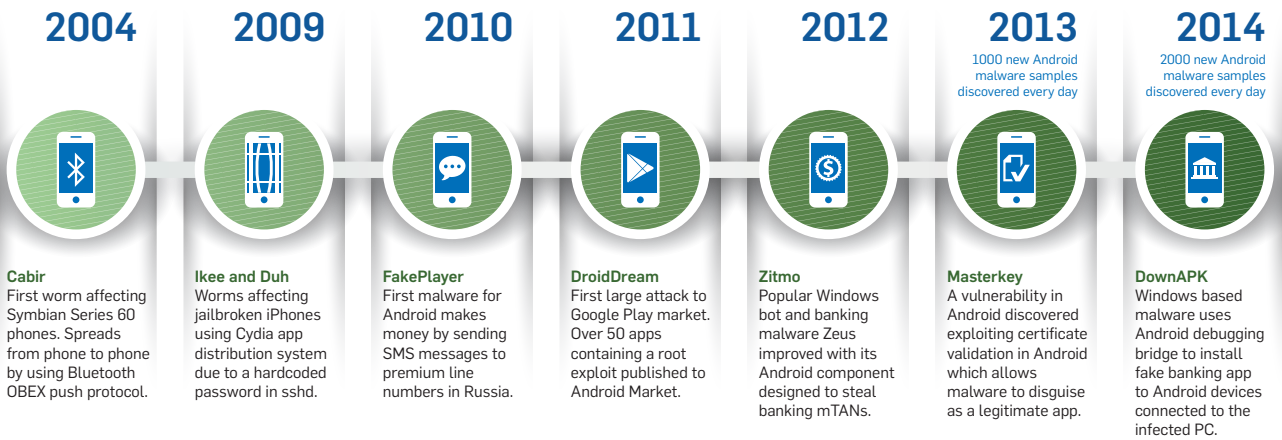 2004
Cabir
First worm affecting
Symbian Series 60
phones. Spreads
from phone to phone
by using Bluetooth
OBEX push protocol.
2009
Ikee and Duh
Worms affecting
jailbroken iPhones
using Cydia app
distribution system
due to a hardcoded
password in sshd.
2010
FakePlayer
First malware for
Android makes
money by sending
SMS messages to
premium line
numbers in Russia.
2011
DroidDream
First large attack to
Google Play market.
Over 50 apps
containing a root
exploit published to
Android Market.
2012
Zitmo
Popular Windows
bot and banking
malware Zeus
improved with its
Android component
designed to steal
banking mTANs.
2013
1000 new Android
malware samples
discovered every day
Masterkey
A vulnerability in
Android discovered
exploiting certificate
validation in Android
which allows
malware to disguise
as a legitimate app.
2014
2000 new Android
malware samples
discovered every day
DownAPK
Windows based
malware uses
Android debugging
bridge to install
fake banking app
to Android devices
connected to the
infected PC.